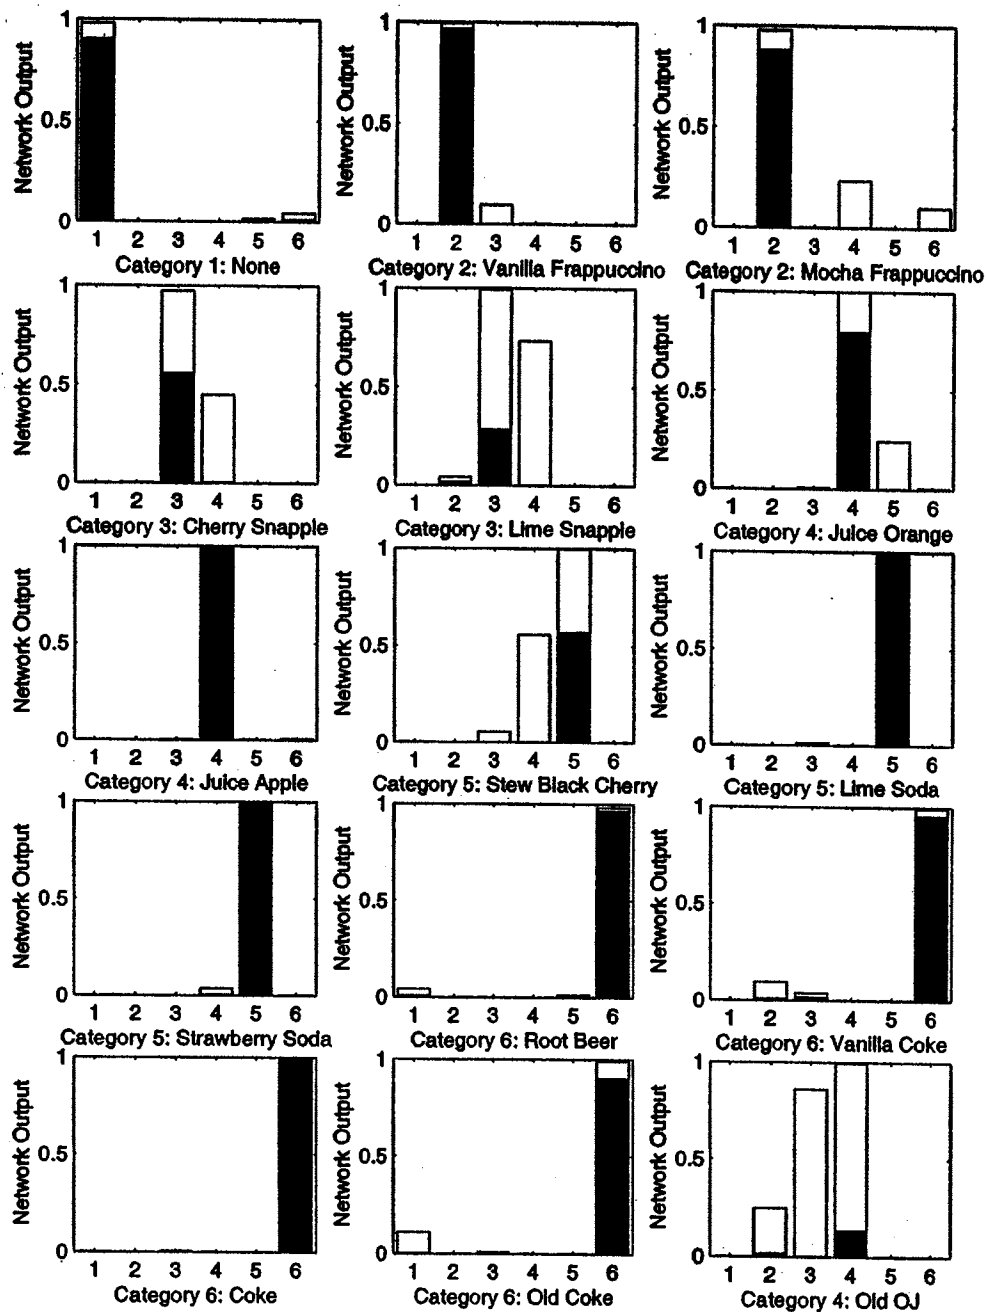 Network Output
1
0.5
0
1 2 3 4 5 6
Category 1: None
Network Output
1
0.5
0
1 2 3 4 5 6
Category 2: Vanilla Frappuccino
Network Output
1
0.5
0
1 2 3 4 5 6
Category 2: Mocha Frappuccino
Network Output
1
0.5
0
1 2 3 4 5 6
Category 3: Cherry Snapple
Network Output
1
0.5
0
1 2 3 4 5 6
Category 3: Lime Snapple
Network Output
1
0.5
0
1 2 3 4 5 6
Category 4: Juice Orange
Network Output
1
0.5
0
1 2 3 4 5 6
Category 4: Juice Apple
Network Output
1
0.5
0
1 2 3 4 5 6
Category 5: Stew Black Cherry
Network Output
1
0.5
0
1 2 3 4 5 6
Category 5: Lime Soda
Network Output
1
0.5
0
1 2 3 4 5 6
Category 5: Strawberry Soda
Network Output
1
0.5
0
1 2 3 4 5 6
Category 6: Root Beer
Network Output
1
0.5
0
1 2 3 4 5 6
Category 6: Vanilla Coke
Network Output
1
0.5
0
1 2 3 4 5 6
Category 6: Coke
Network Output
1
0.5
0
1 2 3 4 5 6
Category 6: Old Coke
Network Output
1
0.5
0
1 2 3 4 5 6
Category 4: Old OJ